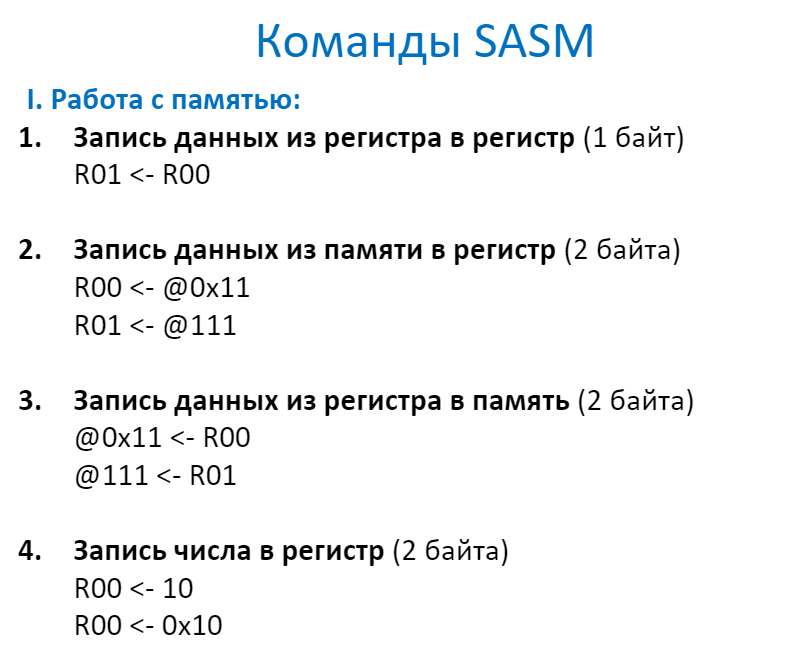 Команды SASM
I. Работа с памятью:
1. Запись данных из регистра в регистр (1 байт)
R01 <- R00
2. Запись данных из памяти в регистр (2 байта)
R00 <- @0x11
R01 <- @111
3. Запись данных из регистра в память (2 байта)
@0x11 <- R00
@111 <- R01
4. Запись числа в регистр (2 байта)
R00 <- 10
R00 <- 0x10